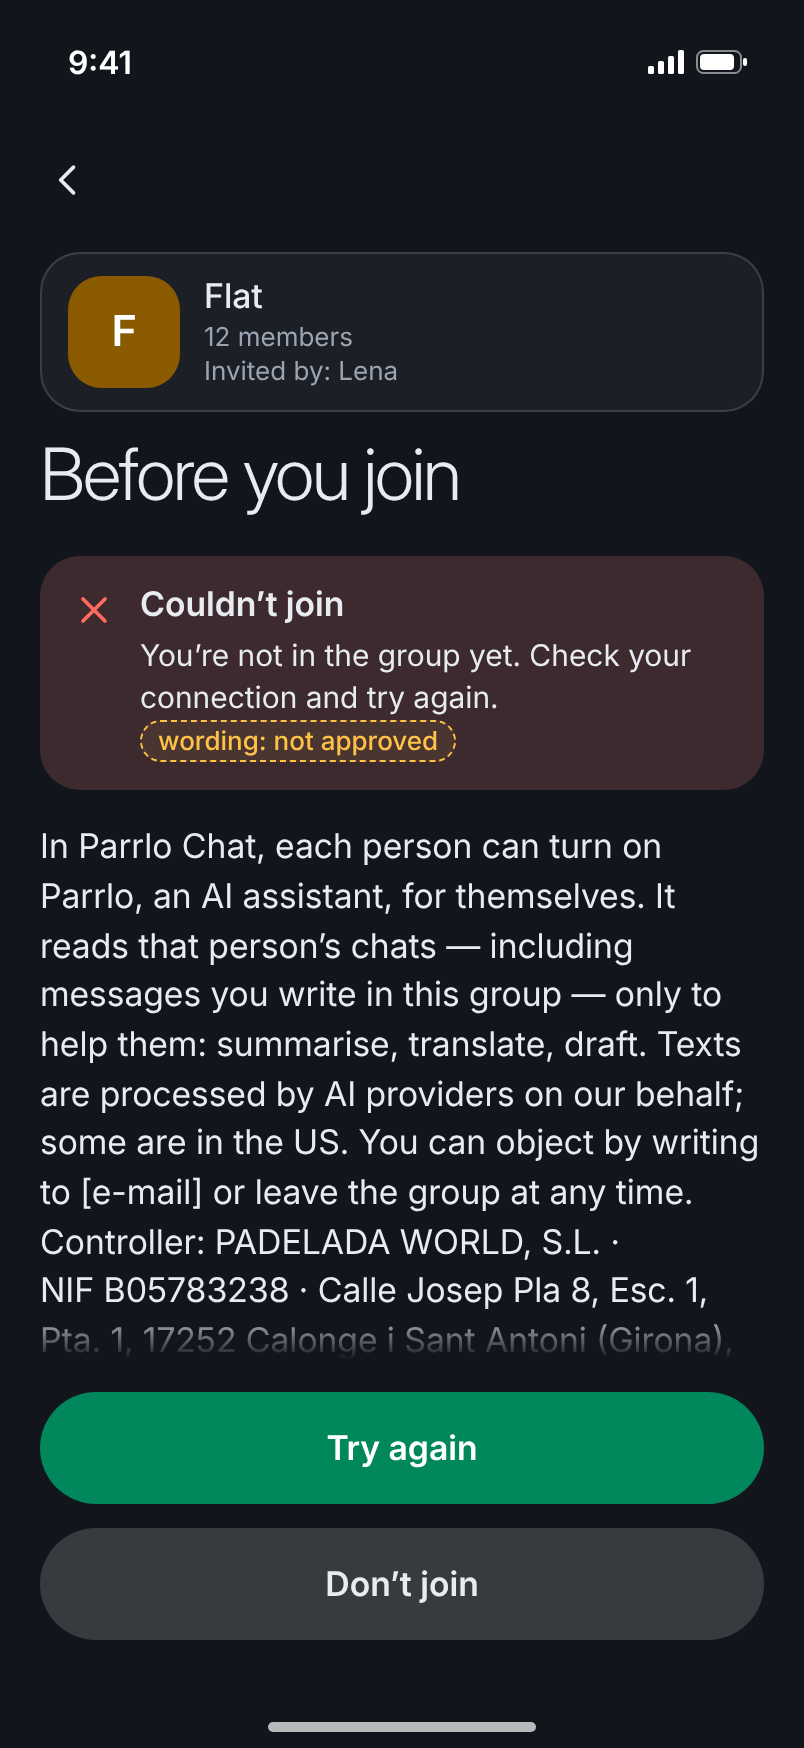 9:41
F
Flat
12 members
Invited by: Lena
Before you join
Couldn’t join
You’re not in the group yet. Check your
connection and try again.
wording: not approved
In Parrlo Chat, each person can turn on
Parrlo, an AI assistant, for themselves. It
reads that person’s chats — including
messages you write in this group — only to
help them: summarise, translate, draft. Texts
are processed by AI providers on our behalf;
some are in the US. You can object by writing
to [e-mail] or leave the group at any time.
Controller: PADELADA WORLD, S.L. ·
NIF B05783238 · Calle Josep Pla 8, Esc. 1,
Pta. 1, 17252 Calonge i Sant Antoni (Girona),
Try again
Don’t join